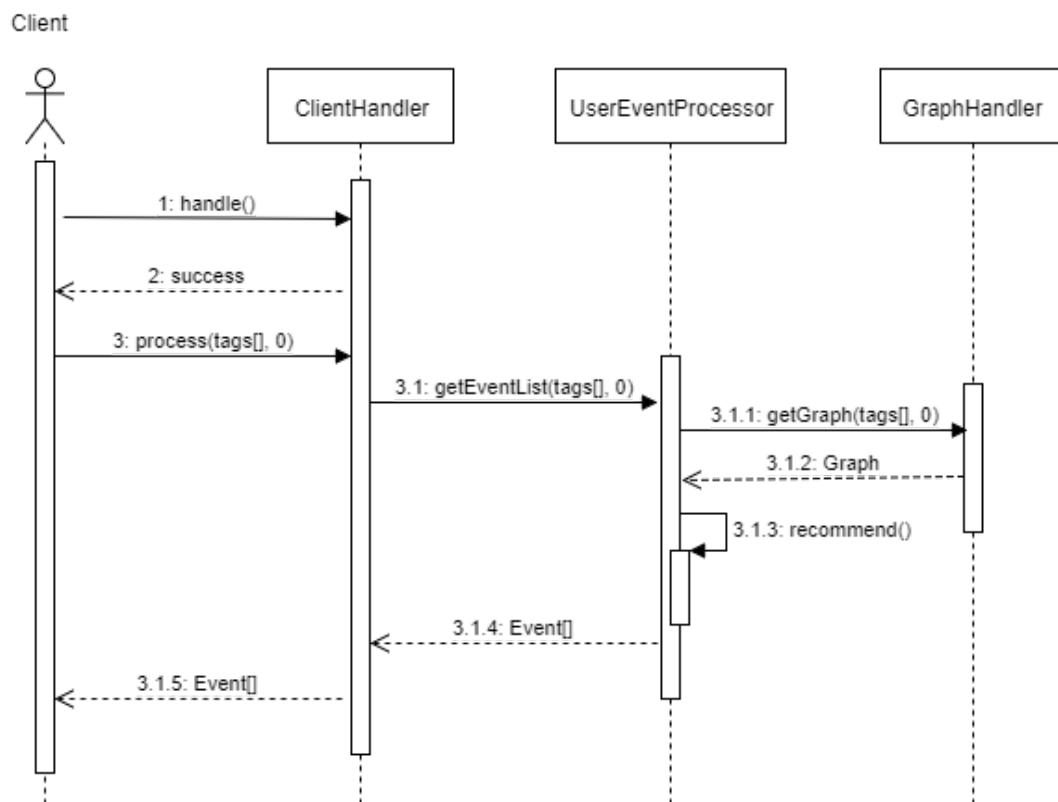 Client
ClientHandler
UserEventProcessor
GraphHandler
1: handle()
2: success
3: process(tags[], 0)
3.1: getEventList(tags[], 0)
3.1.1: getGraph(tags[], 0)
3.1.2: Graph
3.1.3: recommend()
3.1.4: Event[]
3.1.5: Event[]